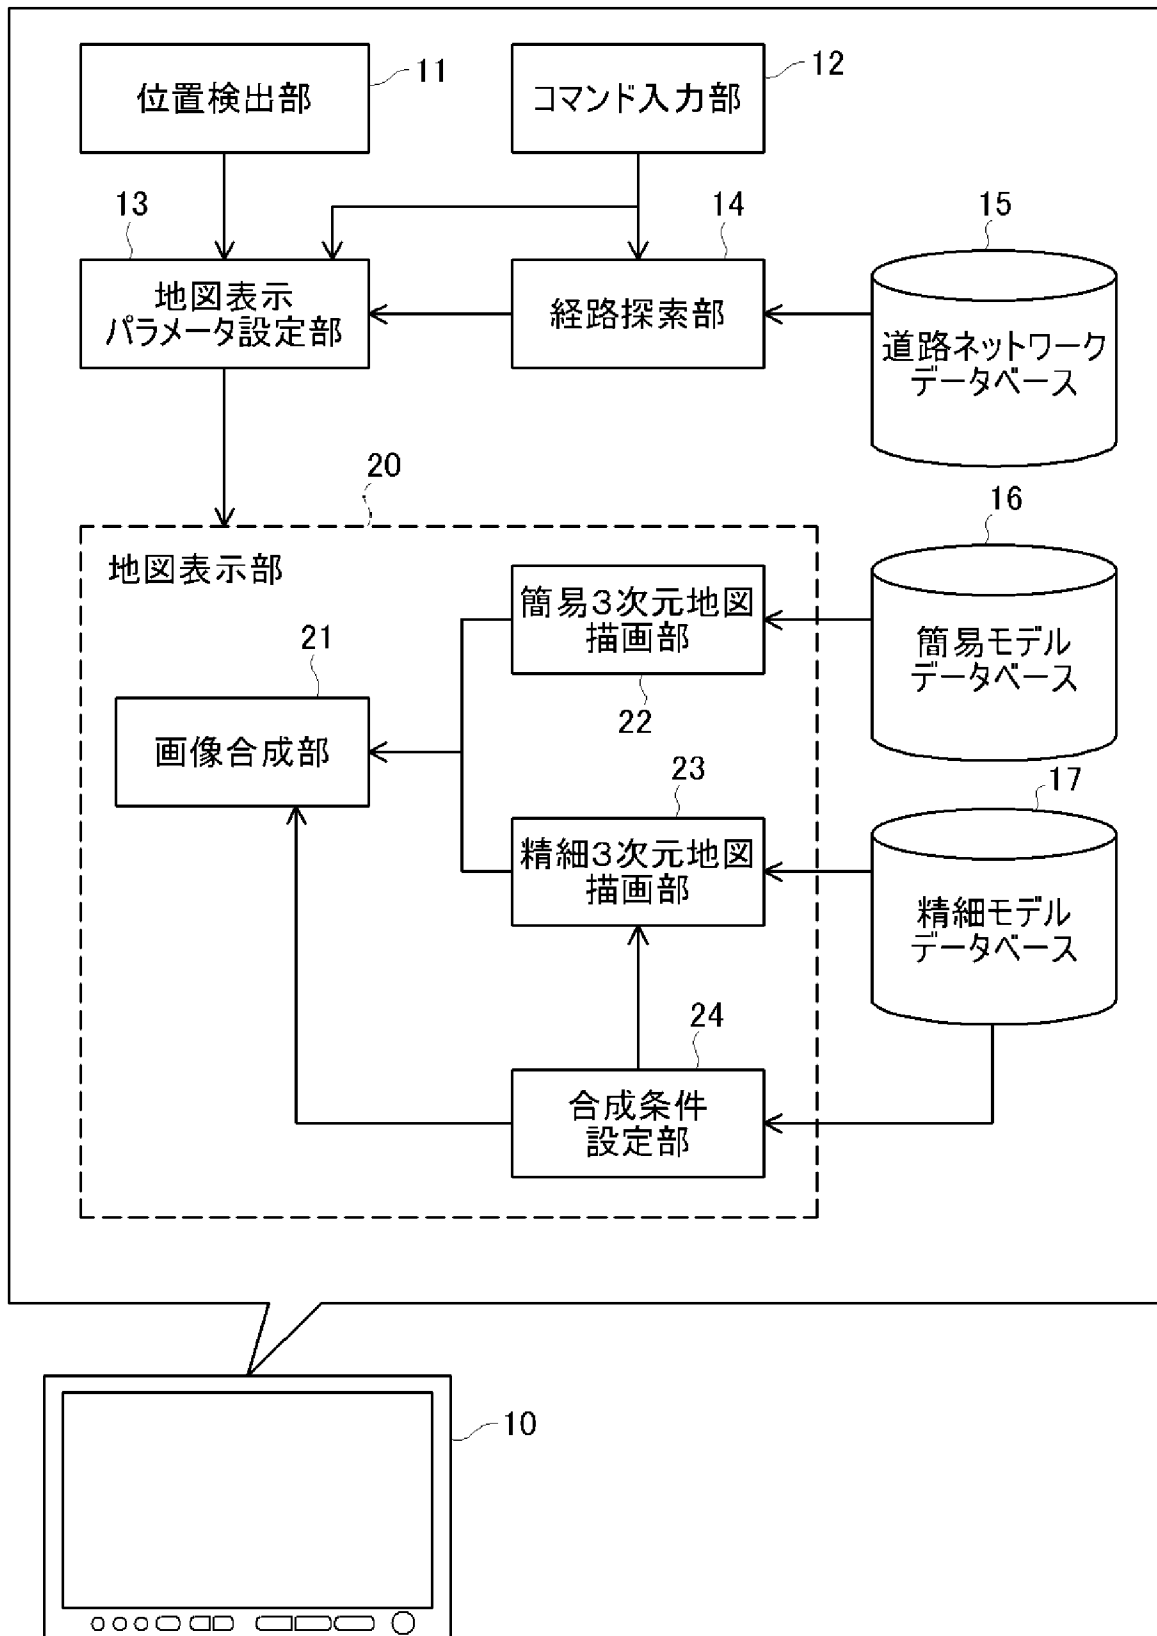 位置検出部
11
コマンド入力部
12
13
地図表示
パラメータ設定部
14
経路探索部
15
道路ネットワーク
データベース
20
地図表示部
16
簡易モデル
データベース
簡易3次元地図
描画部
22
21
画像合成部
23
精細3次元地図
描画部
17
精細モデル
データベース
24
合成条件
設定部
10